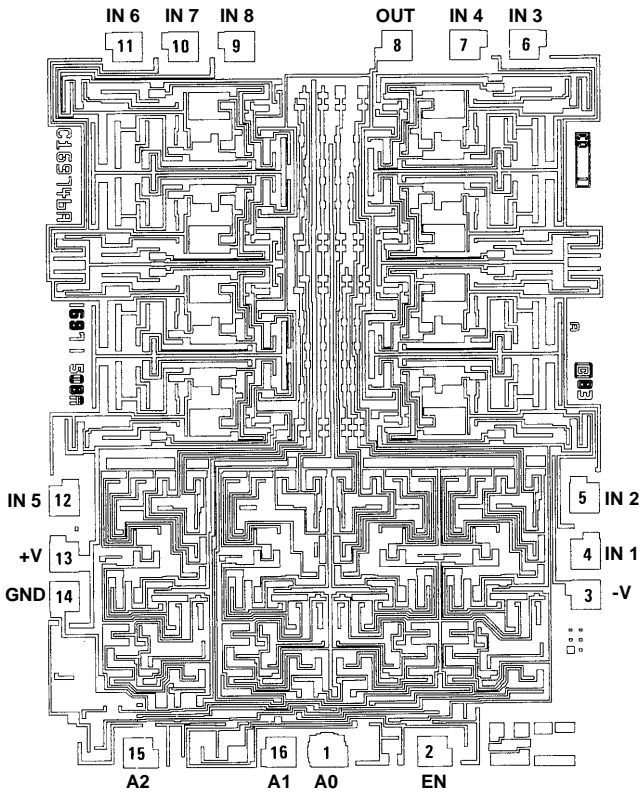 IN 6 IN 7 IN 8 OUT IN 4 IN 3
11 10 9 8 7 6
C169746A
IN 5 12 5 IN 2
+V 13 4 IN 1
GND 14 3 -V
15 16 1 2
A2 A1 A0 EN